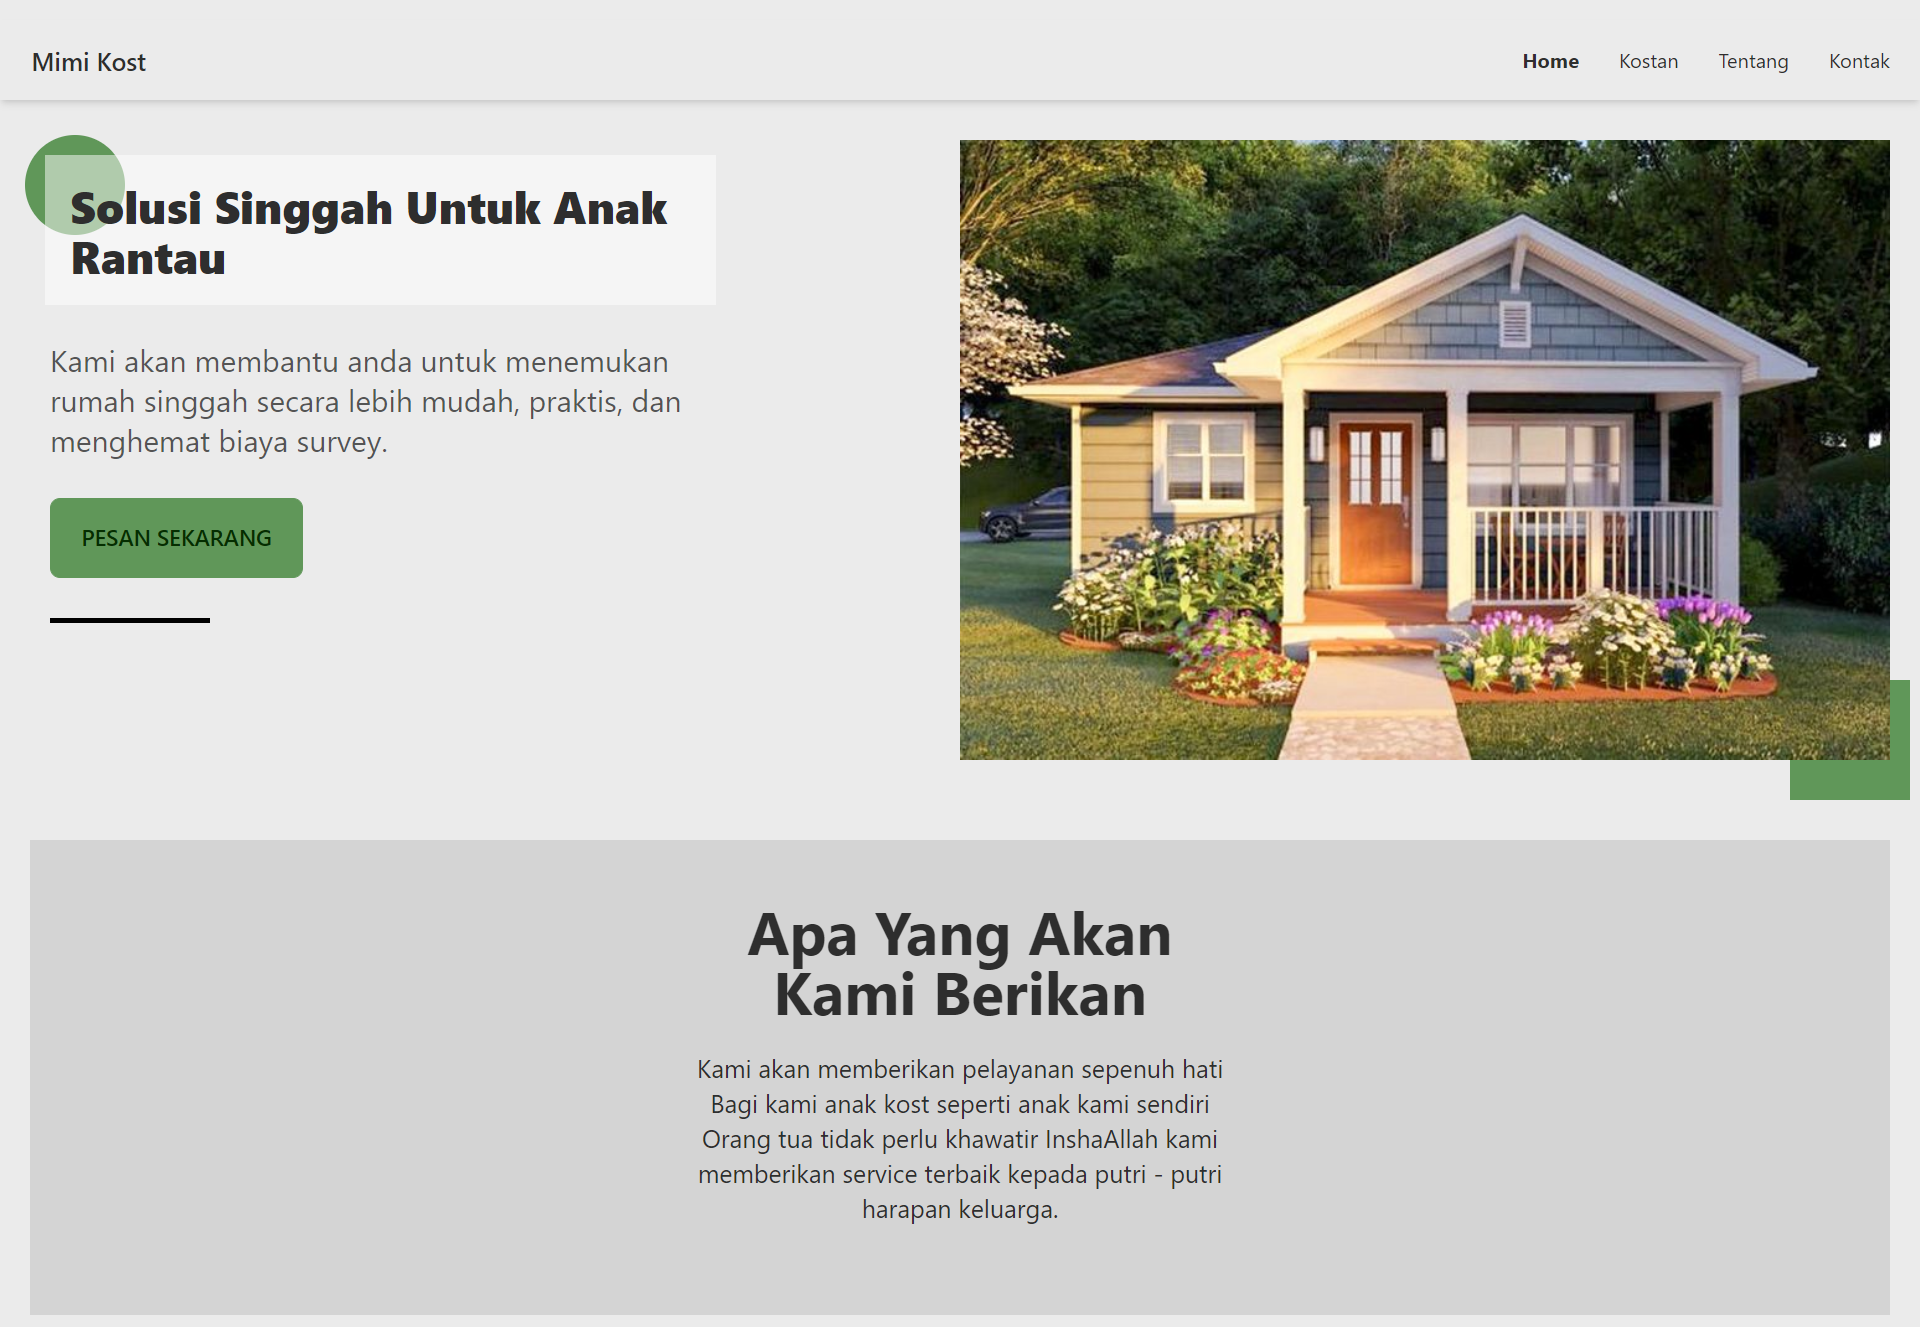 Mimi Kost
Home Kostan Tentang Kontak
Solusi Singgah Untuk Anak
Rantau
Kami akan membantu anda untuk menemukan
rumah singgah secara lebih mudah, praktis, dan
menghemat biaya survey.
PESAN SEKARANG
Apa Yang Akan
Kami Berikan
Kami akan memberikan pelayanan sepenuh hati
Bagi kami anak kost seperti anak kami sendiri
Orang tua tidak perlu khawatir InshaAllah kami
memberikan service terbaik kepada putri - putri
harapan keluarga.